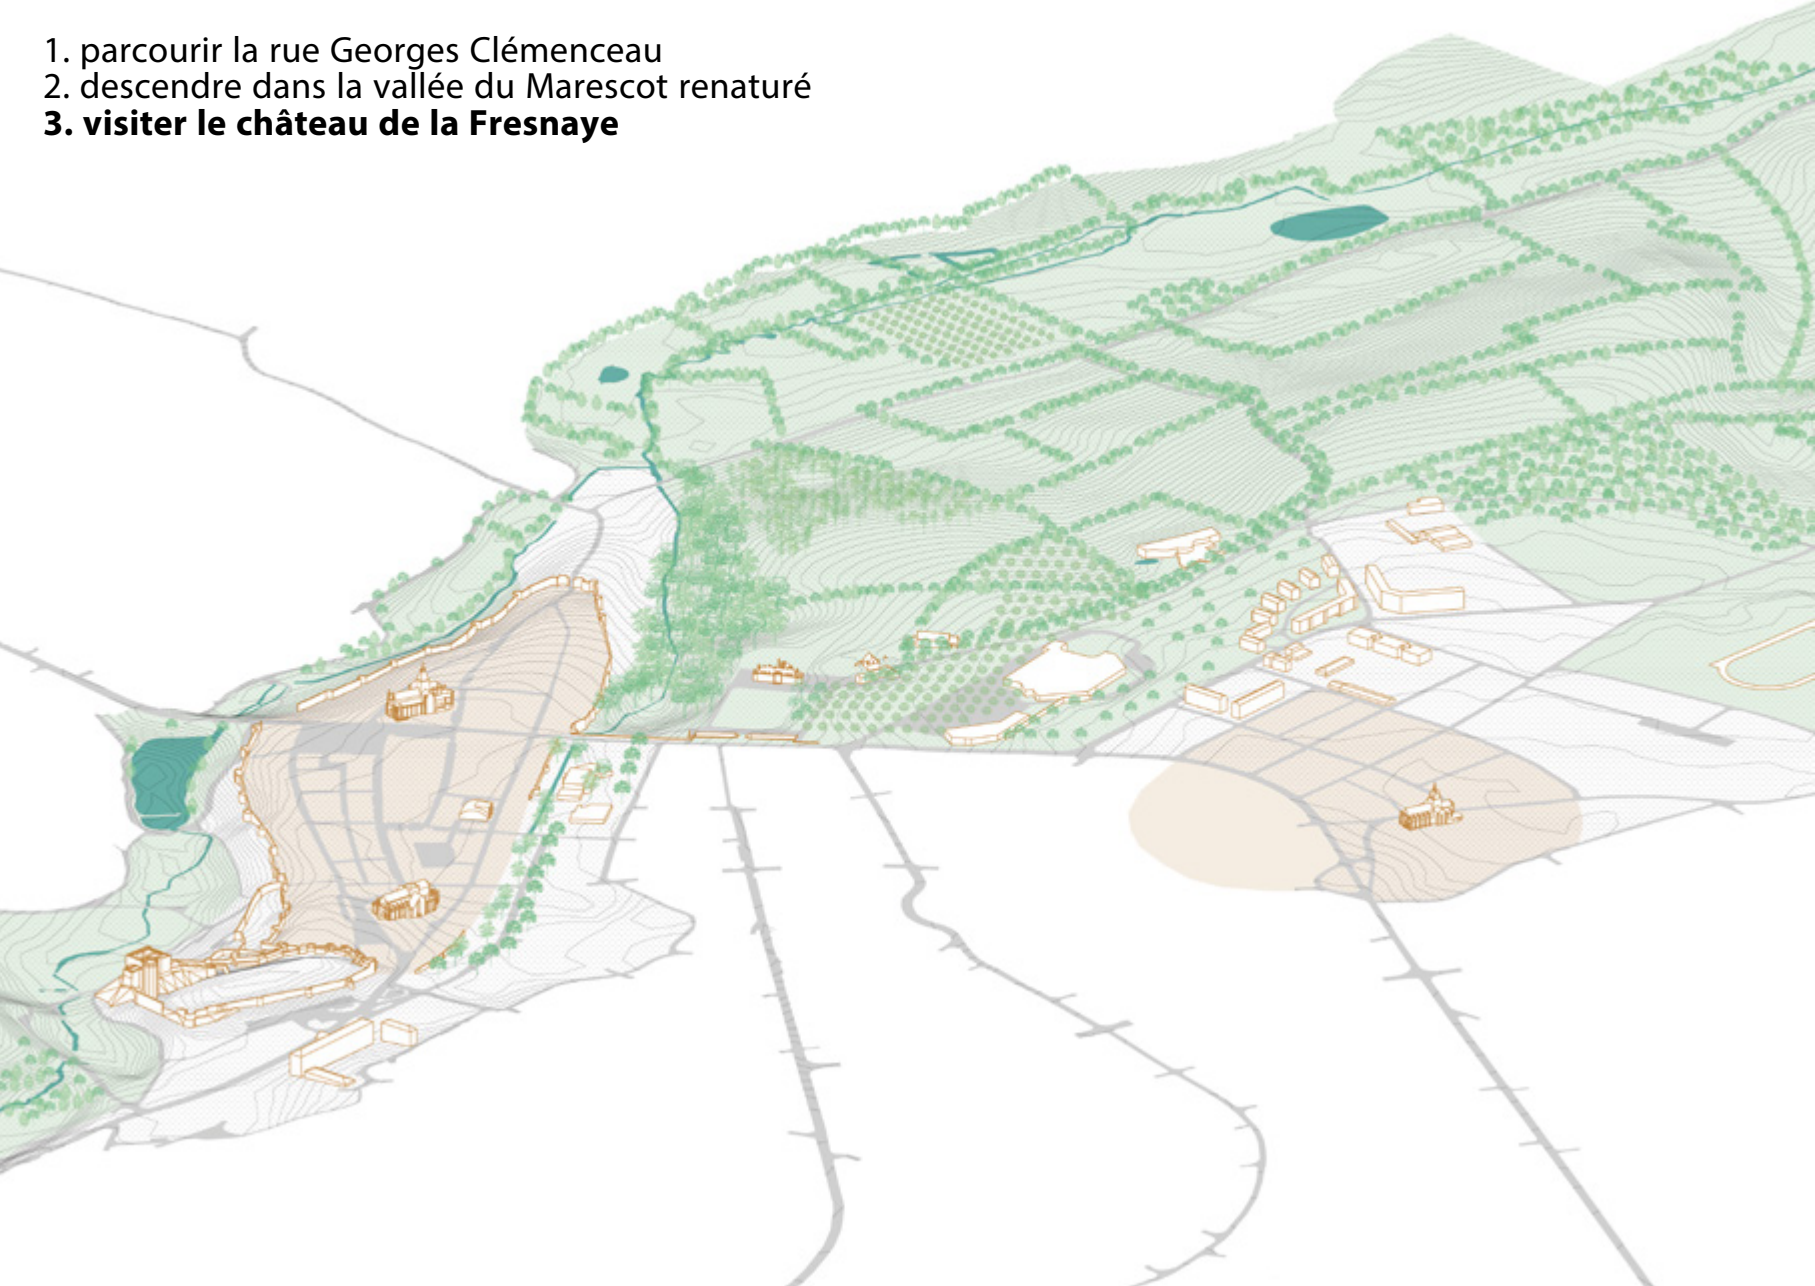 1. parcourir la rue Georges Clémenceau
2. descendre dans la vallée du Marescot renaturé
3. visiter le château de la Fresnaye